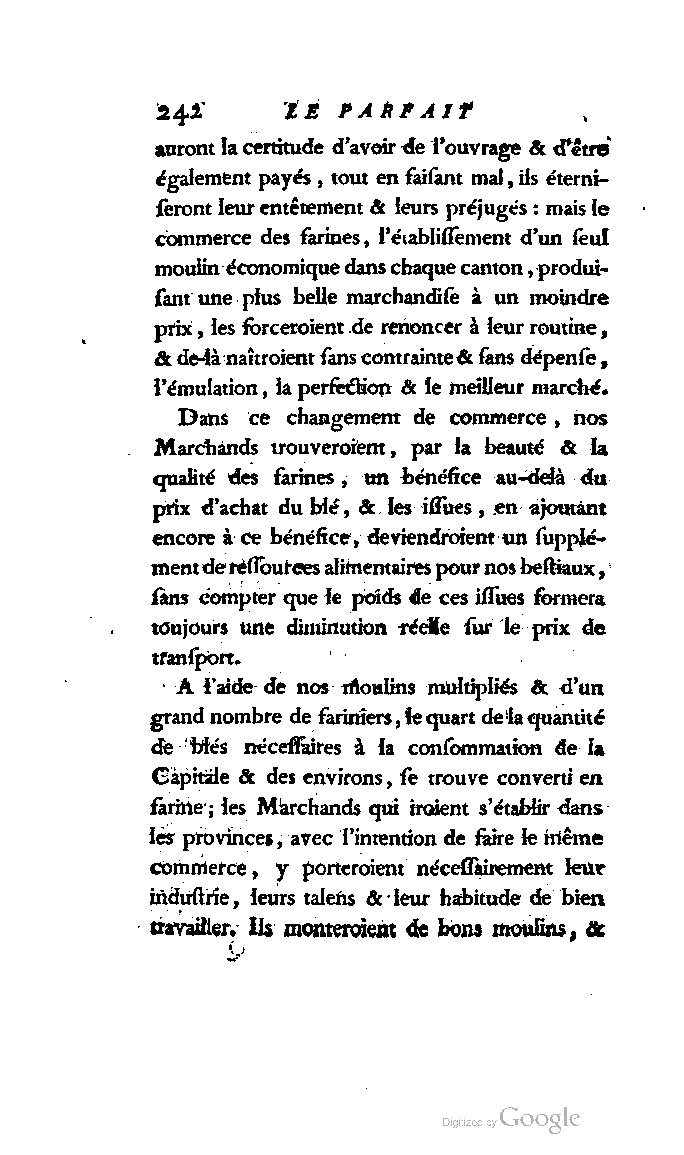 242 LE PARFAIT
auront la certitude d'avoir de l'ouvrage & d'être
également payés, tout en faiſant mal, ils éterni-
ſeront leur entêtement & leurs préjugés : mais le
commerce des farines, l'établiſſement d'un ſeul
moulin économique dans chaque canton, produi-
ſant une plus belle marchandiſe à un moindre
prix, les forceroient de renoncer à leur routine,
& de-là naîtroient ſans contrainte & ſans dépenſe,
l'émulation, la perfection & le meilleur marché.
Dans ce changement de commerce, nos
Marchands trouveroient, par la beauté & la
qualité des farines, un bénéfice au-delà du
prix d'achat du blé, & les iſſues, en ajoutant
encore à ce bénéfice, deviendroient un ſupplé-
ment de reſſources alimentaires pour nos beſtiaux,
ſans compter que le poids de ces iſſues formera
toujours une diminution réelle ſur le prix de
tranſport.
A l'aide de nos moulins multipliés & d'un
grand nombre de fariniers, le quart de la quantité
de blés néceſſaires à la conſommation de la
Capitale & des environs, ſe trouve converti en
farine ; les Marchands qui iroient s'établir dans
les provinces, avec l'intention de faire le même
commerce, y porteroient néceſſairement leur
induſtrie, leurs talens & leur habitude de bien
travailler. Ils monteroient de bons moulins, &
Digitized by Google